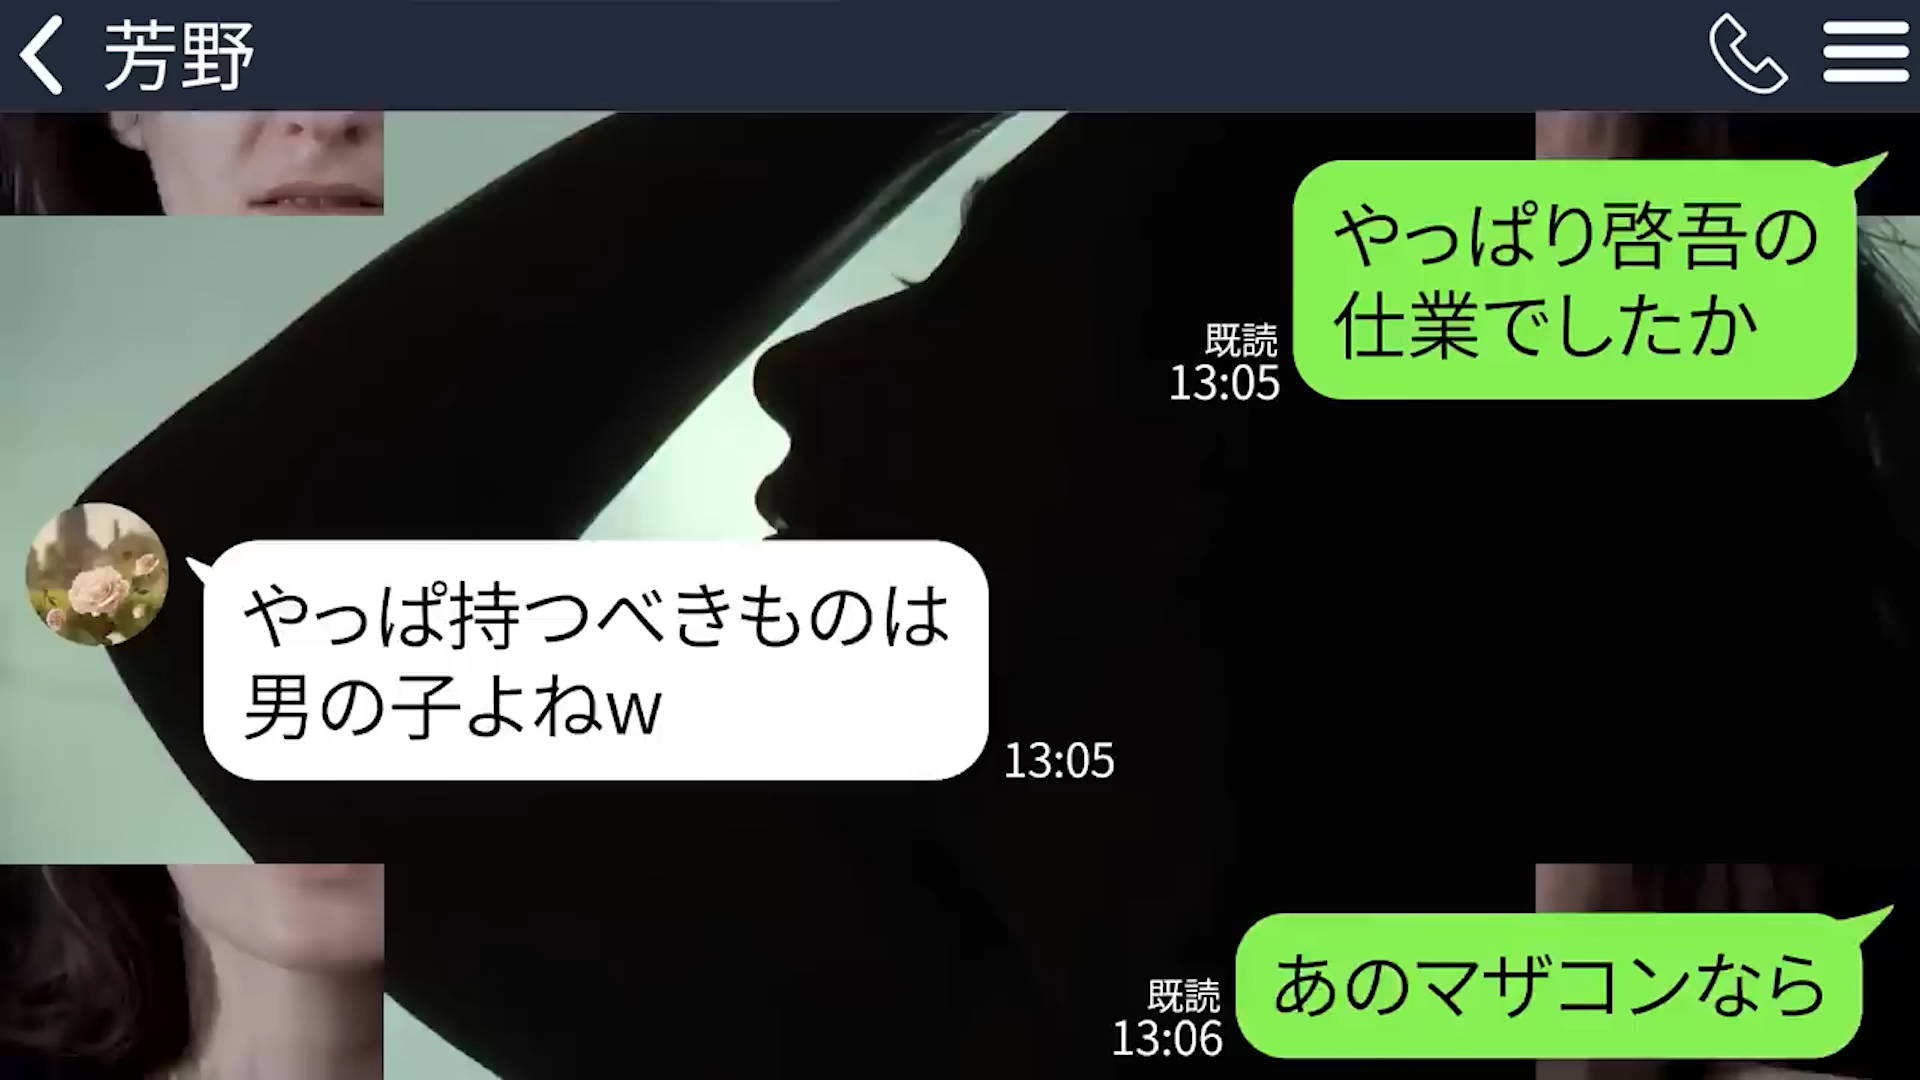 芳野
やっぱり啓吾の
仕業でしたか
既読
13:05
やっぱ持つべきものは
男の子よねw
13:05
あのマザコンなら
既読
13:06